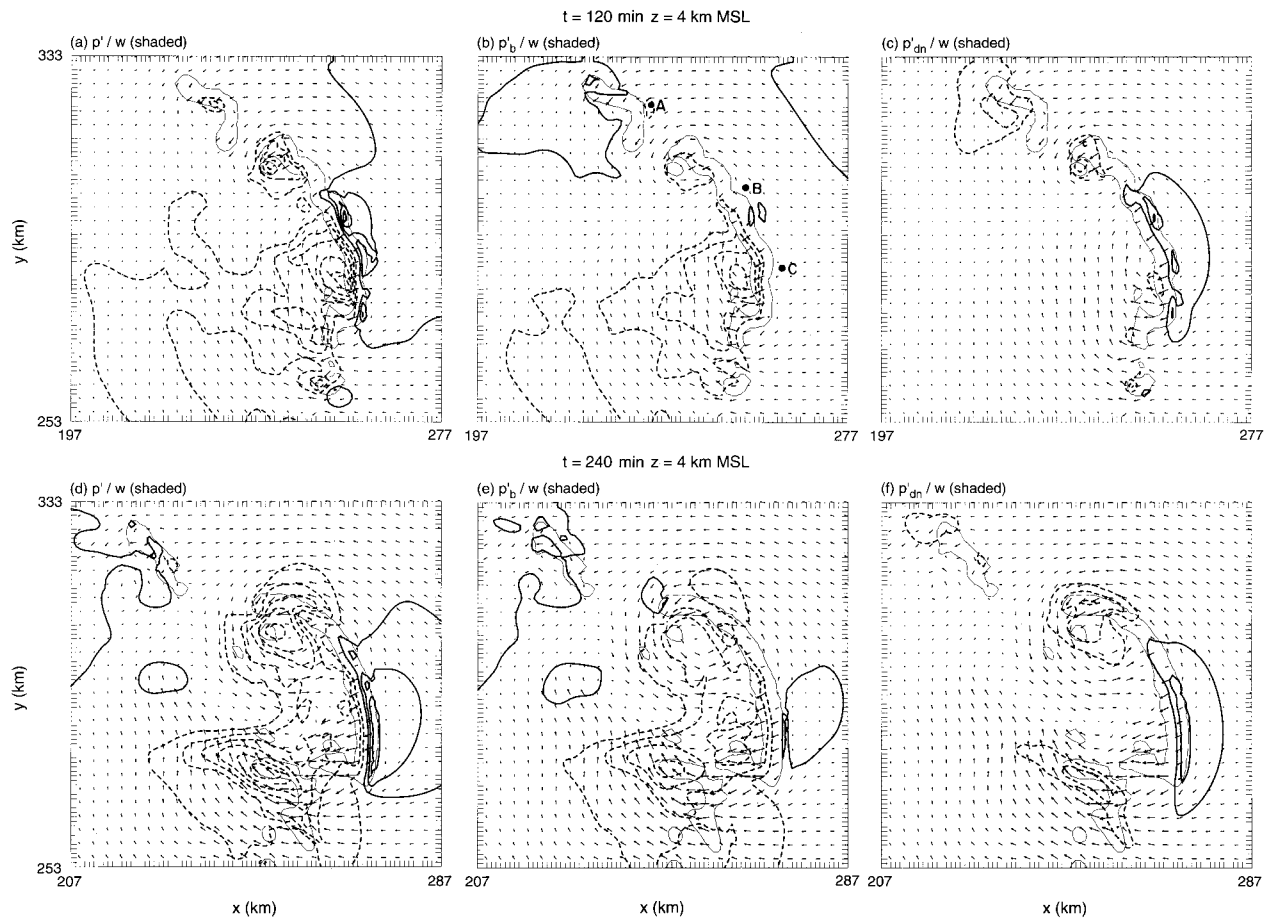 t = 120 min z = 4 km MSL
(a) p' / w (shaded)
(b) p'b / w (shaded)
(c) p'dn / w (shaded)
333
A
B
C
y (km)
253
197
277
197
277
197
277
t = 240 min z = 4 km MSL
(d) p' / w (shaded)
(e) p'b / w (shaded)
(f) p'dn / w (shaded)
333
y (km)
253
207
287
207
287
207
287
x (km)
x (km)
x (km)